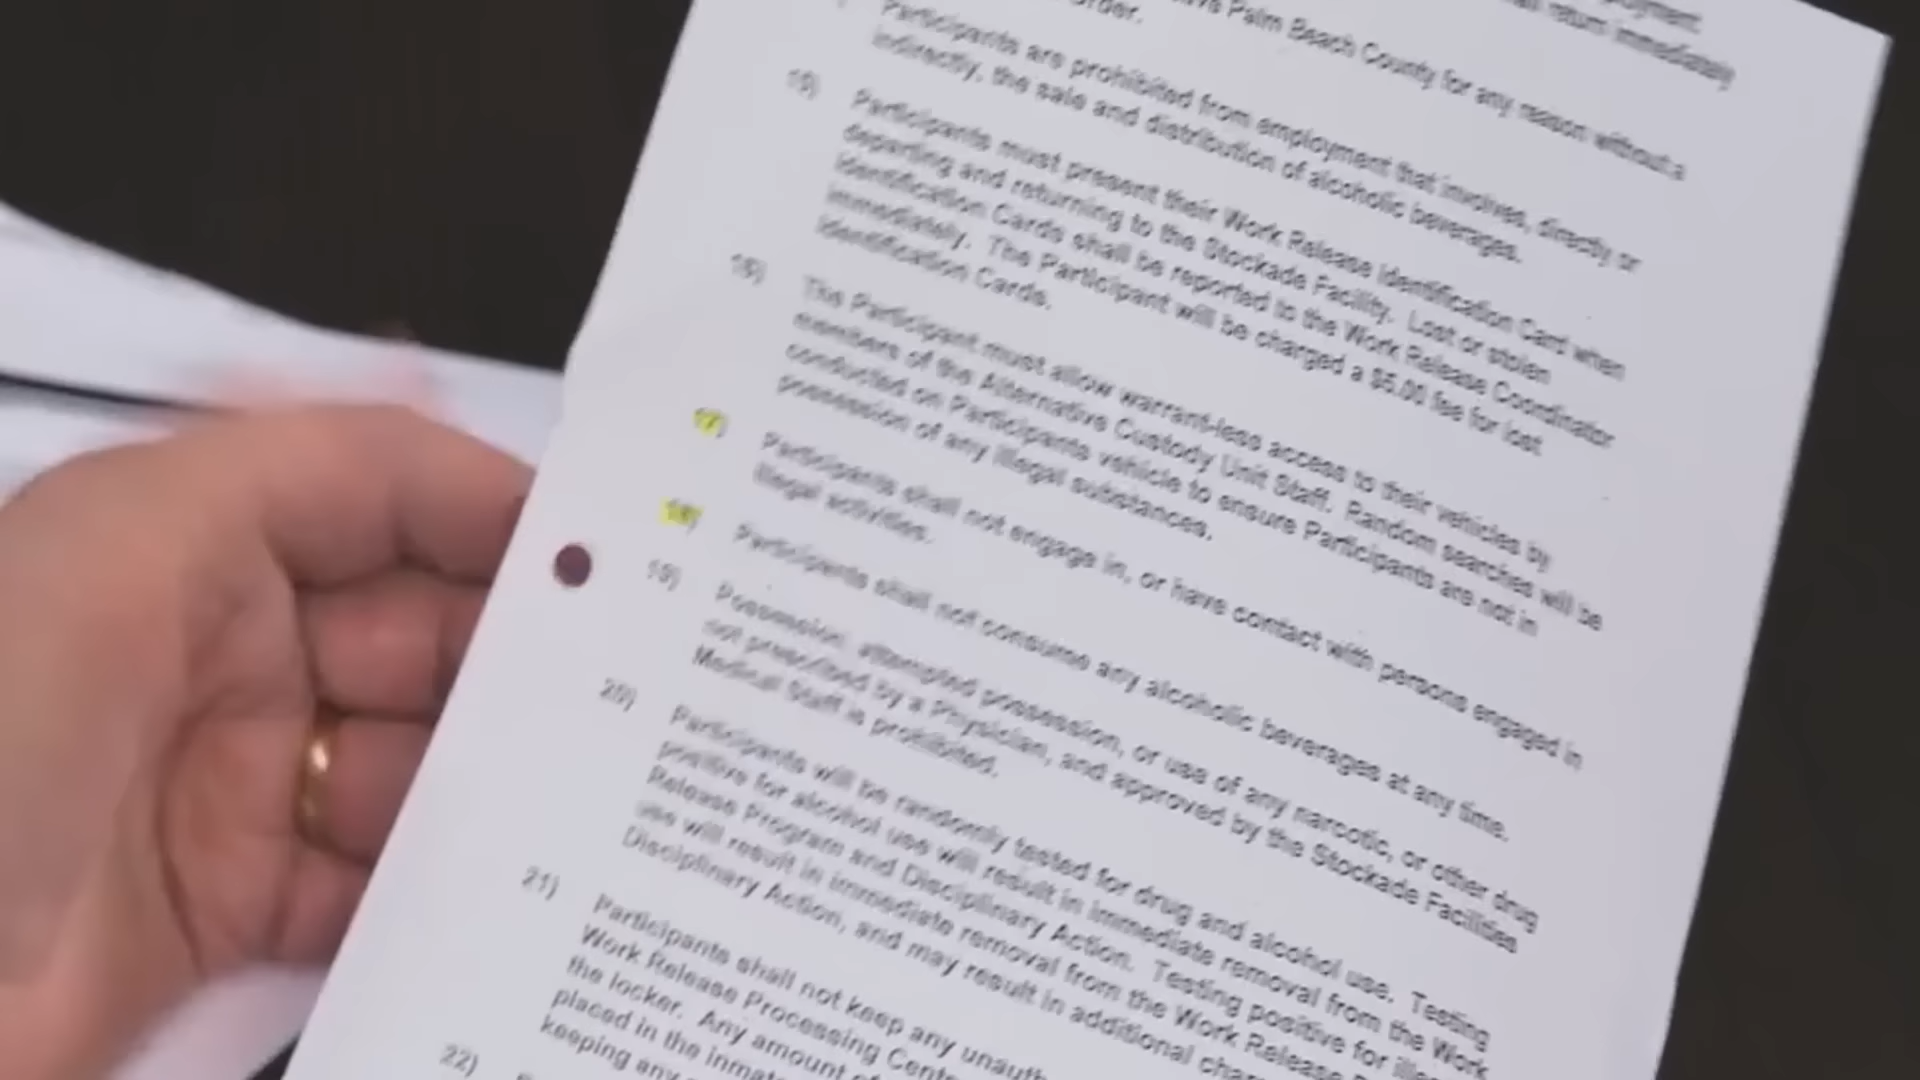 ployment.
return immediately
Palm Beach County for any reason without a
Order.
Participants are prohibited from employment that involves, directly or
indirectly, the sale and distribution of alcoholic beverages.
15) Participants must present their Work Release Identification Card when
departing and returning to the Stockade Facility. Lost or stolen
Identification Cards shall be reported to the Work Release Coordinator
immediately. The Participant will be charged a $5.00 fee for lost
Identification Cards.
16) The Participant must allow warrant-less access to their vehicles by
members of the Alternative Custody Unit Staff. Random searches will be
conducted on Participants vehicle to ensure Participants are not in
possession of any illegal substances.
17) Participants shall not engage in, or have contact with persons engaged in
illegal activities.
18) Participants shall not consume any alcoholic beverages at any time.
19) Possession, attempted possession, or use of any narcotic, or other drug
not prescribed by a Physician, and approved by the Stockade Facilities
Medical Staff is prohibited.
20) Participants will be randomly tested for drug and alcohol use. Testing
positive for alcohol use will result in immediate removal from the Work
Release Program and Disciplinary Action. Testing positive for
use will result in immediate removal from the Work Release
Disciplinary Action, and may result in additional
21) Participants shall not keep any
Work Release Processing
the locker. Any amount
placed in the
keeping any
22)